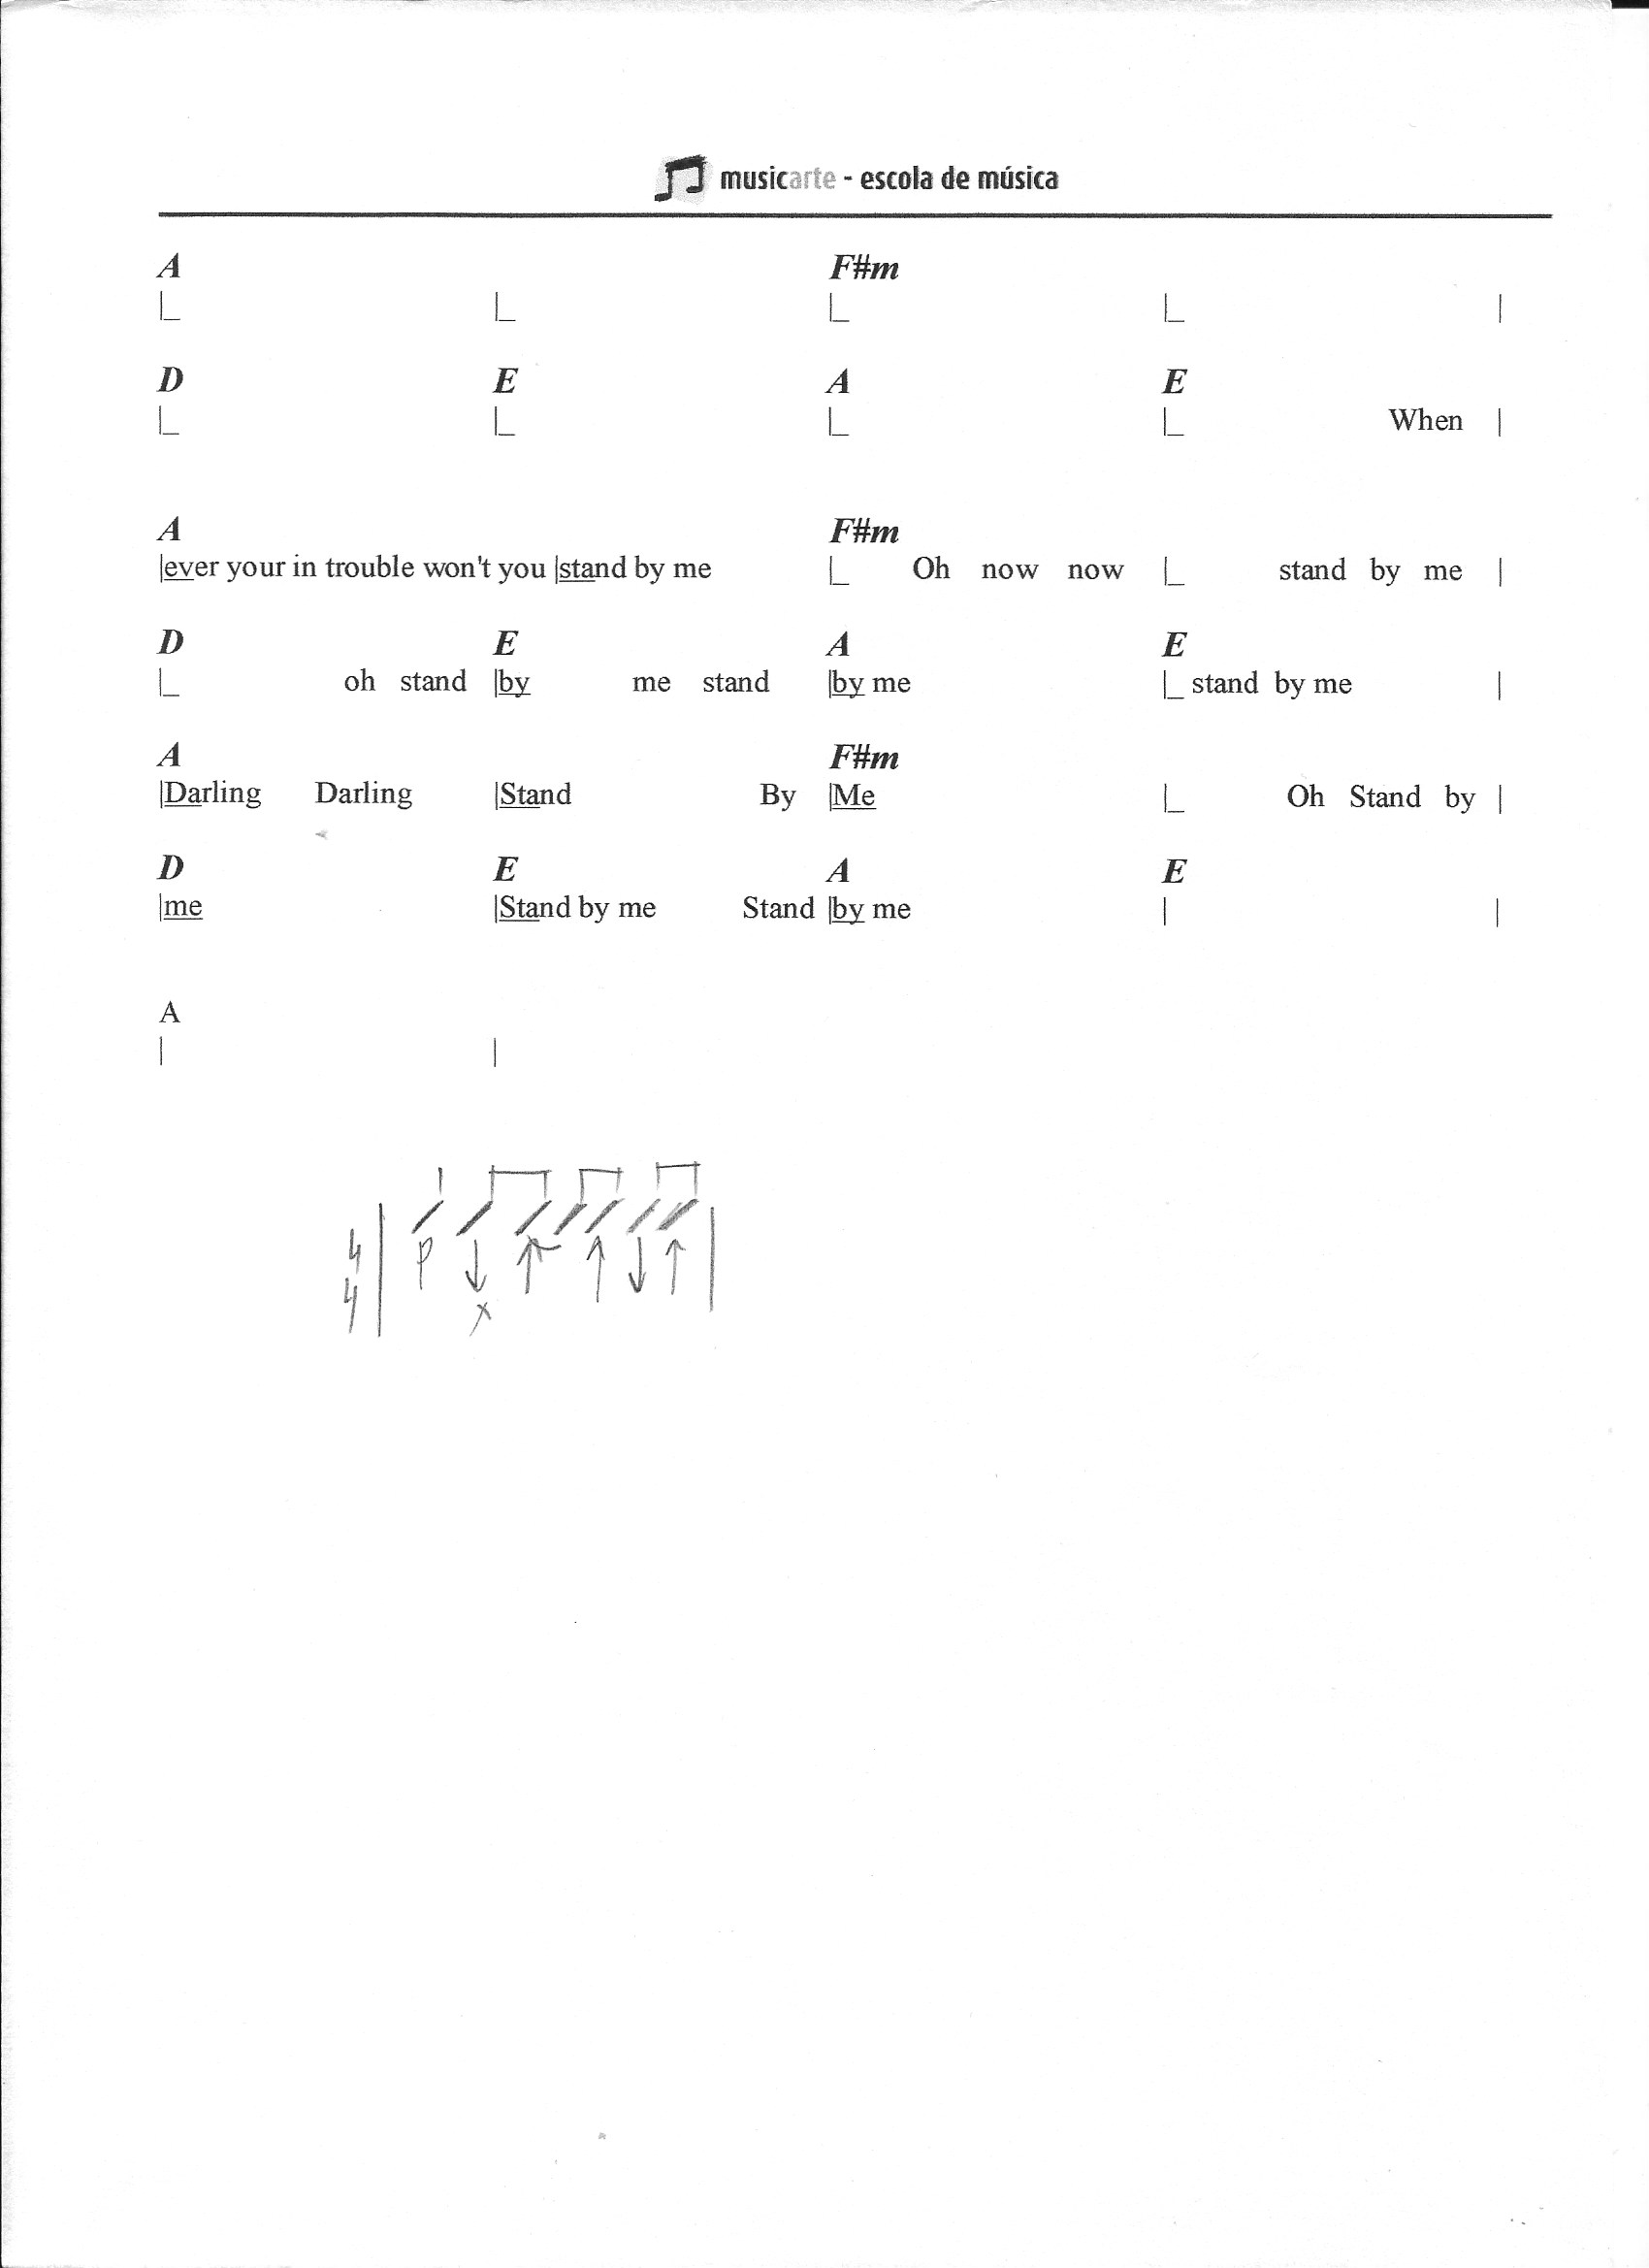 musicarte - escola de música
A F#m
|_ |_ |_ |_ |
D E A E
|_ |_ |_ |_ When |
A F#m
|ever your in trouble won't you |stand by me |_ Oh now now |_ stand by me |
D E A E
|_ oh stand |by me stand |by me |_ stand by me |
A F#m
|Darling Darling |Stand By |Me |_ Oh Stand by |
D E A E
|me |Stand by me Stand |by me | |
A
| |
4
4
P ↓ ↑ ↑ ↓ ↑
x